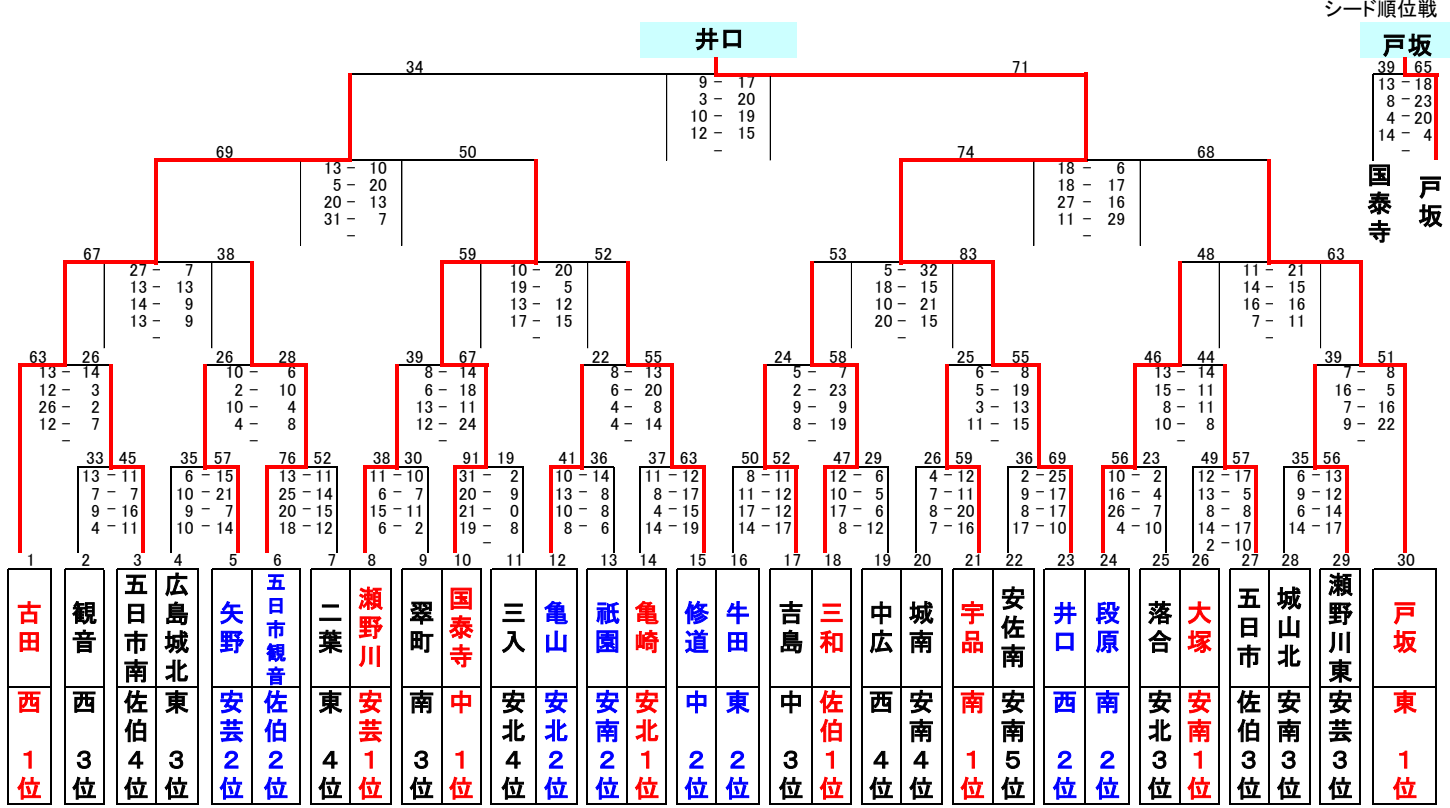 シード順位戦
井口
戸坂
34 71
39 65
9 - 17
3 - 20
10 - 19
12 - 15
-
13 - 18
8 - 23
4 - 20
14 - 4
-
国泰寺
戸坂
69 50
13 - 10
5 - 20
20 - 13
31 - 7
-
74 68
18 - 6
18 - 17
27 - 16
11 - 29
-
67 38
27 - 7
13 - 13
14 - 9
13 - 9
-
59 52
10 - 20
19 - 5
13 - 12
17 - 15
-
53 83
5 - 32
18 - 15
10 - 21
20 - 15
-
48 63
11 - 21
14 - 15
16 - 16
7 - 11
-
63 26
13 - 14
12 - 3
26 - 2
12 - 7
-
26 28
10 - 6
2 - 10
10 - 4
4 - 8
-
39 67
8 - 14
6 - 18
13 - 11
12 - 24
-
22 55
8 - 13
6 - 20
4 - 8
4 - 14
-
24 58
5 - 7
2 - 23
9 - 9
8 - 19
-
25 55
6 - 8
5 - 19
3 - 13
11 - 15
-
46 44
13 - 14
15 - 11
8 - 11
10 - 8
-
39 51
7 - 8
16 - 5
7 - 16
9 - 22
-
33 45
13 - 11
7 - 7
9 - 16
4 - 11
35 57
6 - 15
10 - 21
9 - 7
10 - 14
76 52
13 - 11
25 - 14
20 - 15
18 - 12
38 30
11 - 10
6 - 7
15 - 11
6 - 2
91 19
31 - 2
20 - 9
21 - 0
19 - 8
-
41 36
10 - 14
13 - 8
10 - 8
8 - 6
37 63
11 - 12
8 - 17
4 - 15
14 - 19
50 52
8 - 11
11 - 12
17 - 12
14 - 17
47 29
12 - 6
10 - 5
17 - 6
8 - 12
26 59
4 - 12
7 - 11
8 - 20
7 - 16
36 69
2 - 25
9 - 17
8 - 17
17 - 10
56 23
10 - 2
16 - 4
26 - 7
4 - 10
49 57
12 - 17
13 - 5
8 - 8
14 - 17
2 - 10
35 56
6 - 13
9 - 12
6 - 14
14 - 17
1 2 3 4 5 6 7 8 9 10 11 12 13 14 15 16 17 18 19 20 21 22 23 24 25 26 27 28 29 30
古田 西 1位
観音 西 3位
五日市南 佐伯4位
広島城北 東 3位
矢野 安芸2位
五日市観音 佐伯2位
二葉 東 4位
瀬野川 安芸1位
翠町 南 3位
国泰寺 中 1位
三入 安北4位
亀山 安北2位
祇園 安南2位
亀崎 安北1位
修道 中 2位
牛田 東 2位
吉島 中 3位
三和 佐伯1位
中広 西 4位
城南 安南4位
宇品 南 1位
安佐南 安南5位
井口 西 2位
段原 南 2位
落合 安北3位
大塚 安南1位
五日市 佐伯3位
城山北 安南3位
瀬野川東 安芸3位
戸坂 東 1位